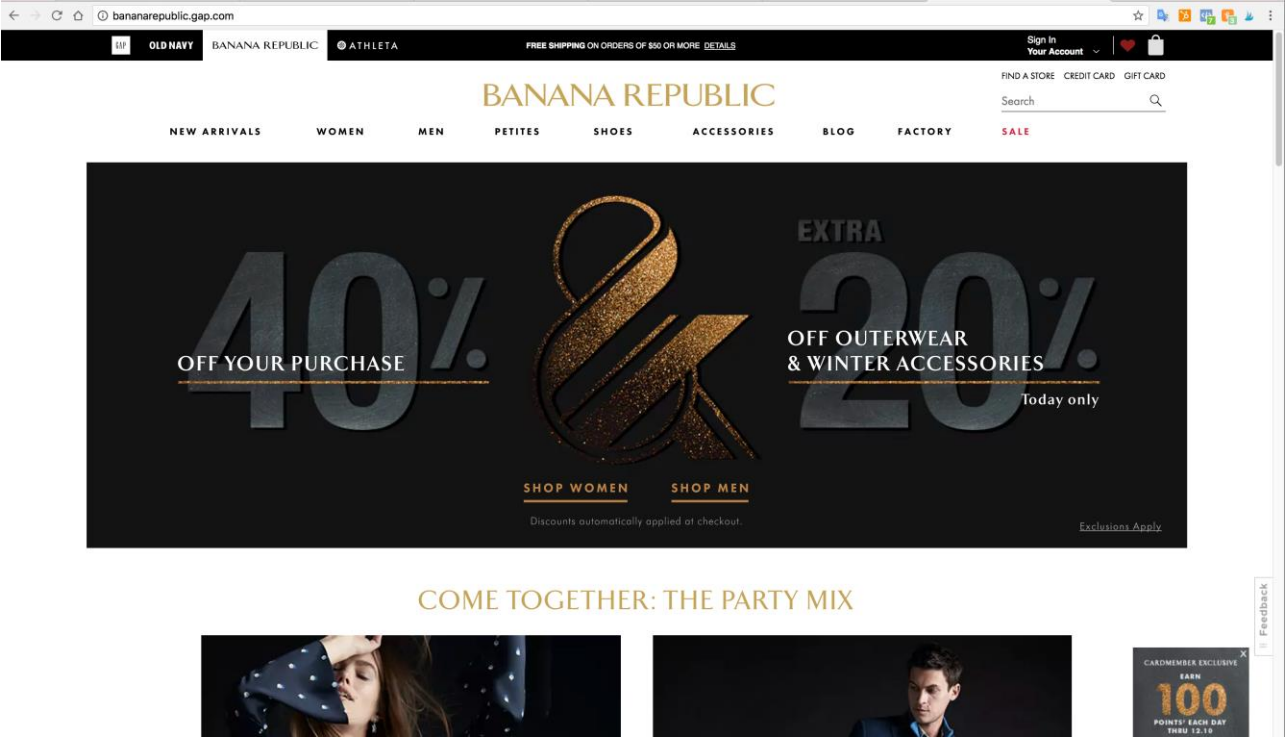 bananarepublic.gap.com
GAP OLD NAVY BANANA REPUBLIC ATHLETA FREE SHIPPING ON ORDERS OF $50 OR MORE DETAILS
Sign In
Your Account
FIND A STORE CREDIT CARD GIFT CARD
BANANA REPUBLIC
Search
NEW ARRIVALS WOMEN MEN PETITES SHOES ACCESSORIES BLOG FACTORY SALE
40%
OFF YOUR PURCHASE
&
EXTRA
20%
OFF OUTERWEAR
& WINTER ACCESSORIES
Today only
SHOP WOMEN SHOP MEN
Discounts automatically applied at checkout.
Exclusions Apply
COME TOGETHER: THE PARTY MIX
Feedback
X
CARDMEMBER EXCLUSIVE
EARN
100
POINTS* EACH DAY
THRU 12.10